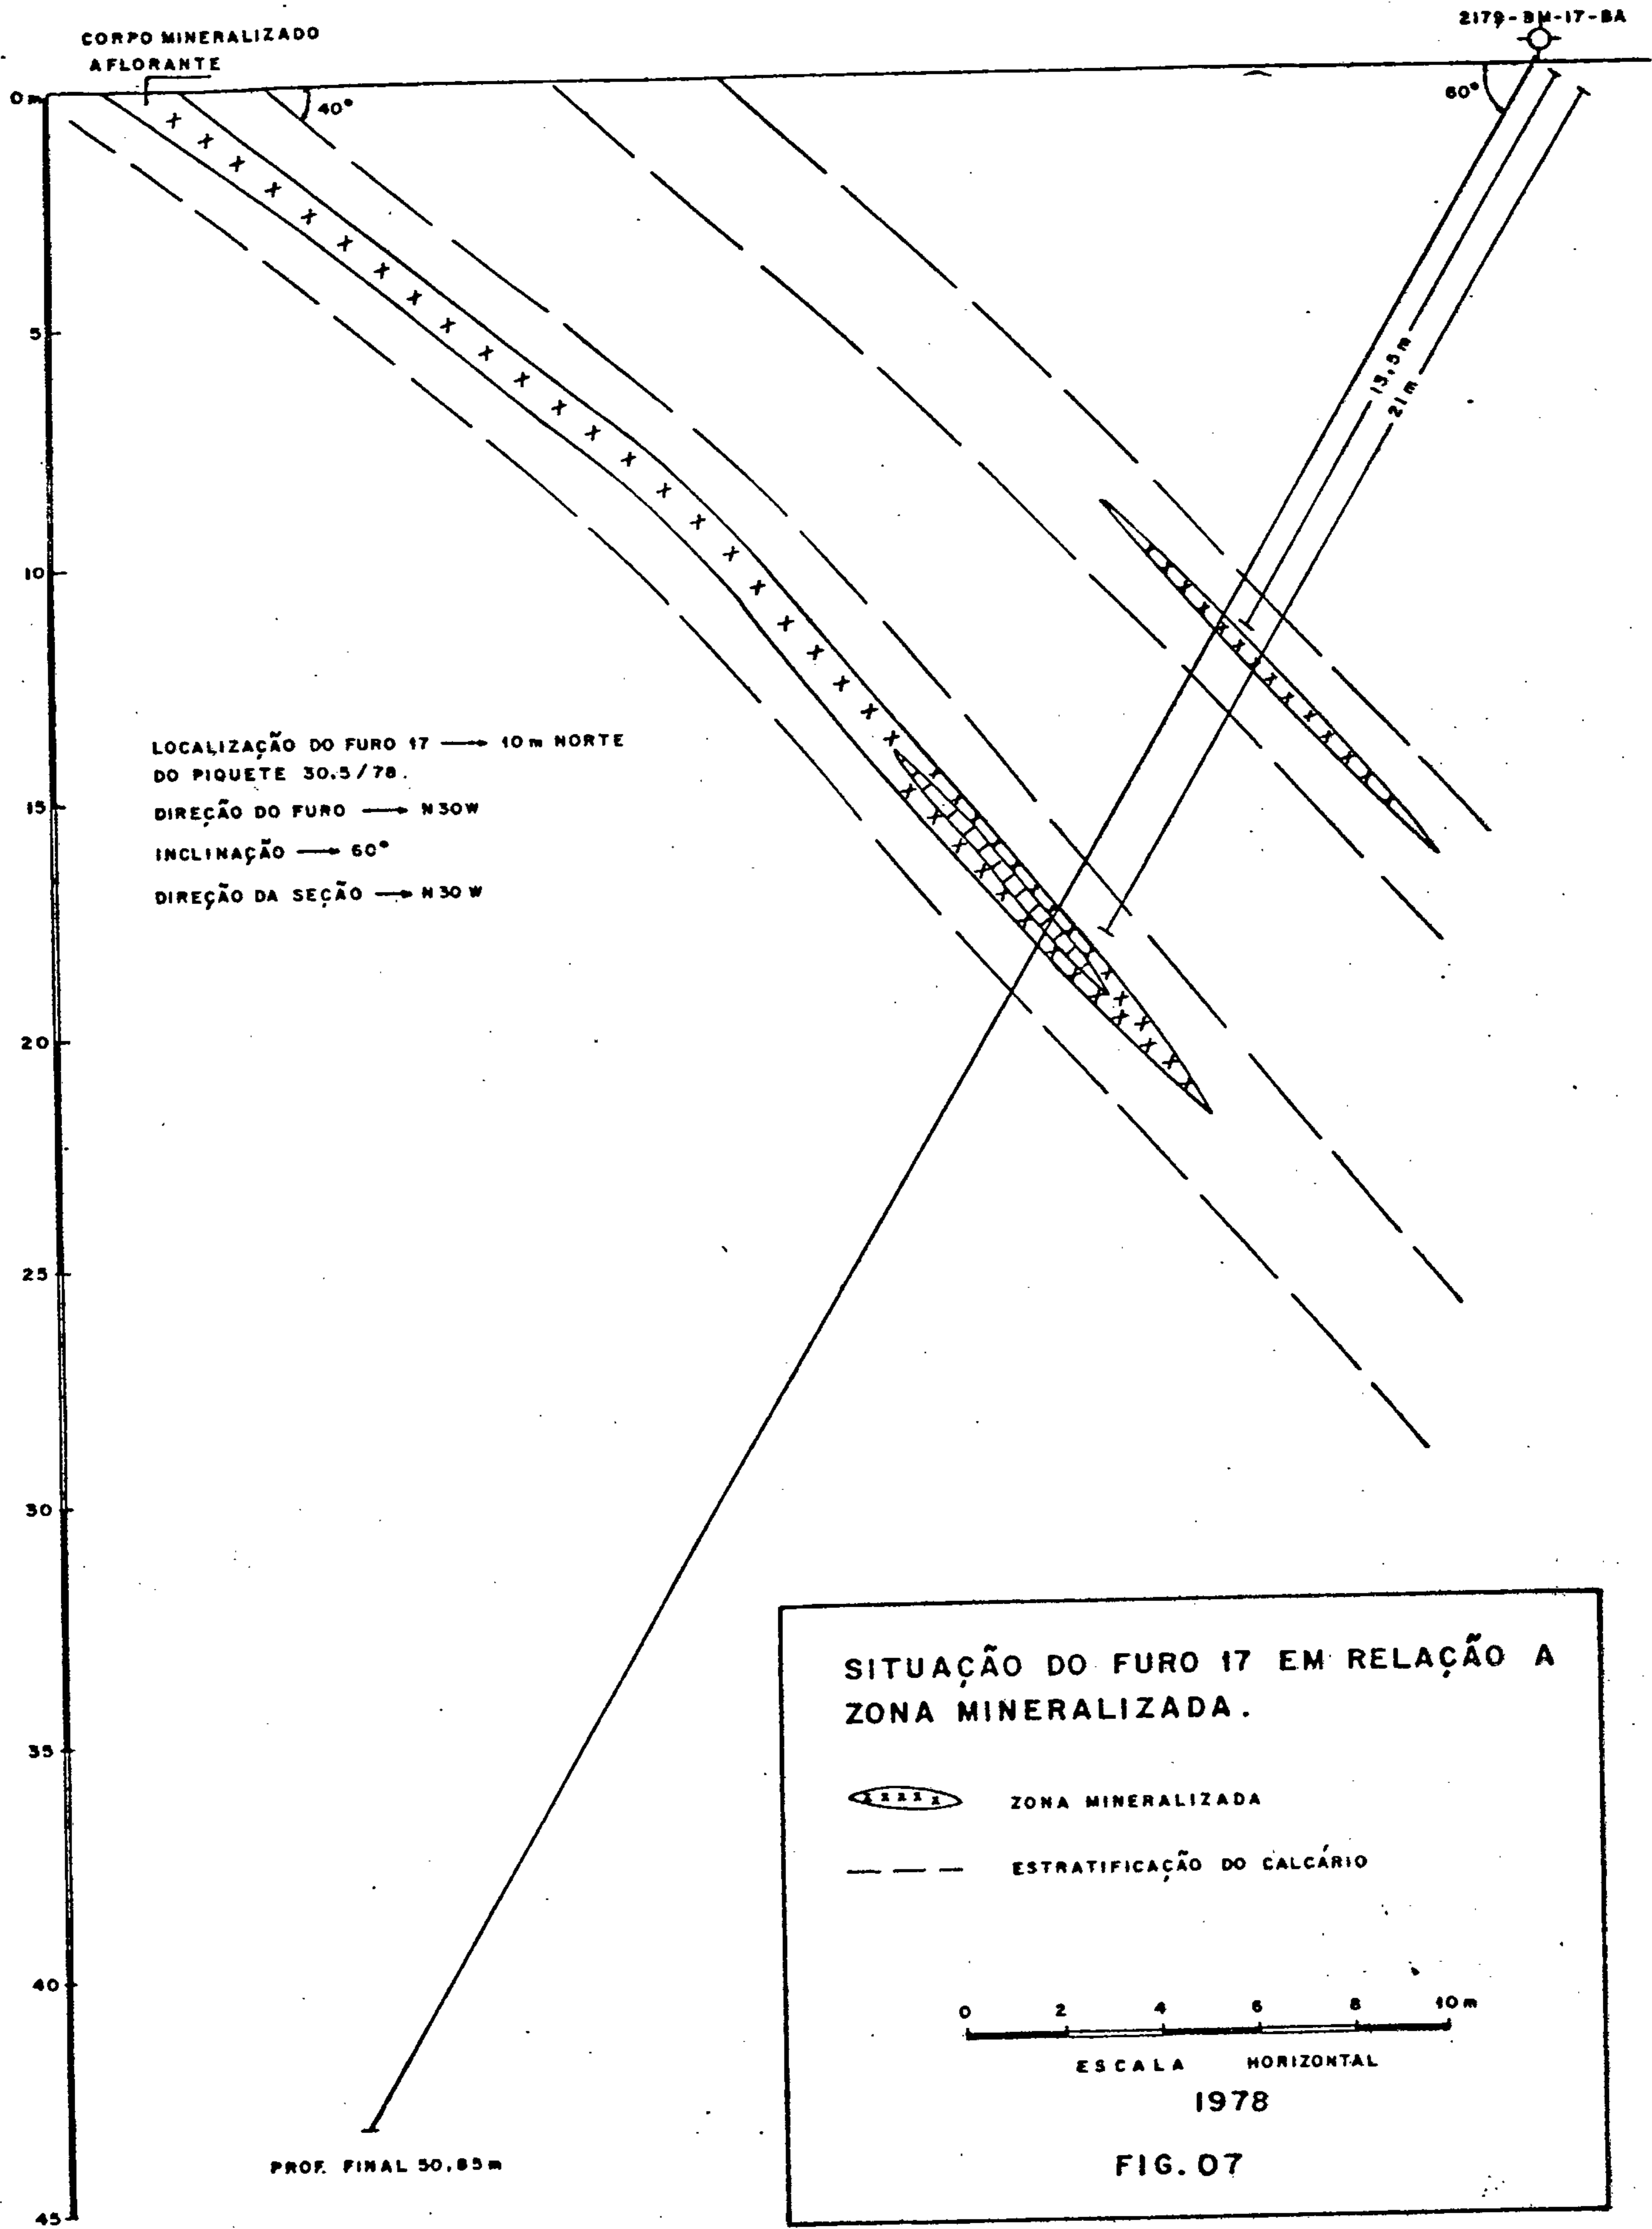 2179-BM-17-BA
CORPO MINERALIZADO
AFLORANTE
0m
40°
60°
5
13,5m
21m
10
LOCALIZAÇÃO DO FURO 17 → 10m NORTE
DO PIQUETE 30.5/78.
15
DIREÇÃO DO FURO → N30W
INCLINAÇÃO → 60°
DIREÇÃO DA SEÇÃO → N30W
20
25
30
SITUAÇÃO DO FURO 17 EM RELAÇÃO A
ZONA MINERALIZADA.
35
ZONA MINERALIZADA
ESTRATIFICAÇÃO DO CALCÁRIO
40
0 2 4 6 8 10m
ESCALA HORIZONTAL
1978
PROF. FINAL 50,85m
FIG. 07
45